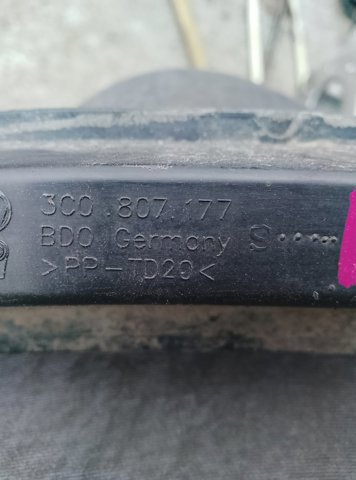 3C0 807 177
BDO Germany S
>PP-TD20<